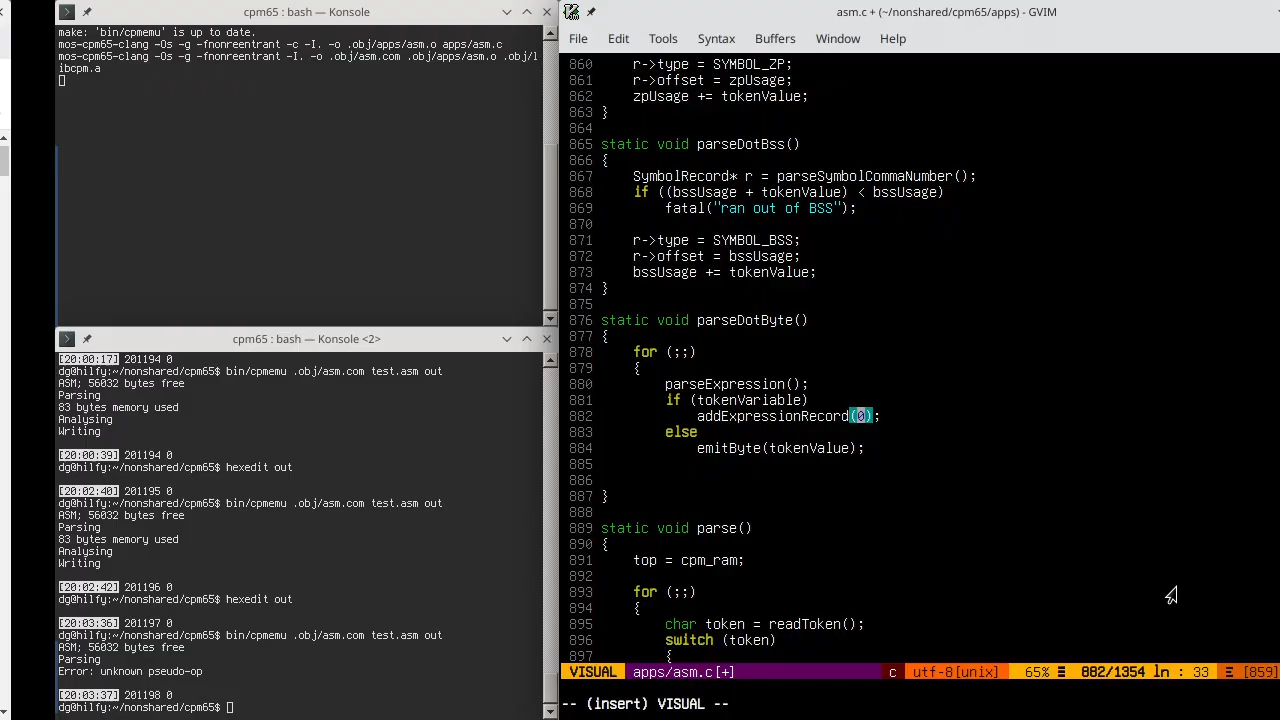 cpm65 : bash — Konsole
make: 'bin/cpmemu' is up to date.
mos-cpm65-clang -Os -g -fnonreentrant -c -I. -o .obj/apps/asm.o apps/asm.c
mos-cpm65-clang -Os -g -fnonreentrant -I. -o .obj/asm.com .obj/apps/asm.o .obj/l
ibcpm.a
cpm65 : bash — Konsole <2>
[20:00:17] 201194 0
dg@hilfy:~/nonshared/cpm65$ bin/cpmemu .obj/asm.com test.asm out
ASM; 56032 bytes free
Parsing
83 bytes memory used
Analysing
Writing
[20:00:39] 201194 0
dg@hilfy:~/nonshared/cpm65$ hexedit out
[20:02:40] 201195 0
dg@hilfy:~/nonshared/cpm65$ bin/cpmemu .obj/asm.com test.asm out
ASM; 56032 bytes free
Parsing
83 bytes memory used
Analysing
Writing
[20:02:42] 201196 0
dg@hilfy:~/nonshared/cpm65$ hexedit out
[20:03:36] 201197 0
dg@hilfy:~/nonshared/cpm65$ bin/cpmemu .obj/asm.com test.asm out
ASM; 56032 bytes free
Parsing
Error: unknown pseudo-op
[20:03:37] 201198 0
dg@hilfy:~/nonshared/cpm65$
asm.c + (~/nonshared/cpm65/apps) - GVIM
File Edit Tools Syntax Buffers Window Help
860     r->type = SYMBOL_ZP;
861     r->offset = zpUsage;
862     zpUsage += tokenValue;
863 }
864
865 static void parseDotBss()
866 {
867     SymbolRecord* r = parseSymbolCommaNumber();
868     if ((bssUsage + tokenValue) < bssUsage)
869         fatal("ran out of BSS");
870
871     r->type = SYMBOL_BSS;
872     r->offset = bssUsage;
873     bssUsage += tokenValue;
874 }
875
876 static void parseDotByte()
877 {
878     for (;;)
879     {
880         parseExpression();
881         if (tokenVariable)
882             addExpressionRecord(0);
883         else
884             emitByte(tokenValue);
885
886
887 }
888
889 static void parse()
890 {
891     top = cpm_ram;
892
893     for (;;)
894     {
895         char token = readToken();
896         switch (token)
897         {
VISUAL apps/asm.c[+] c utf-8[unix] 65% ☰ 882/1354 ln : 33 Ξ [859]
-- (insert) VISUAL --